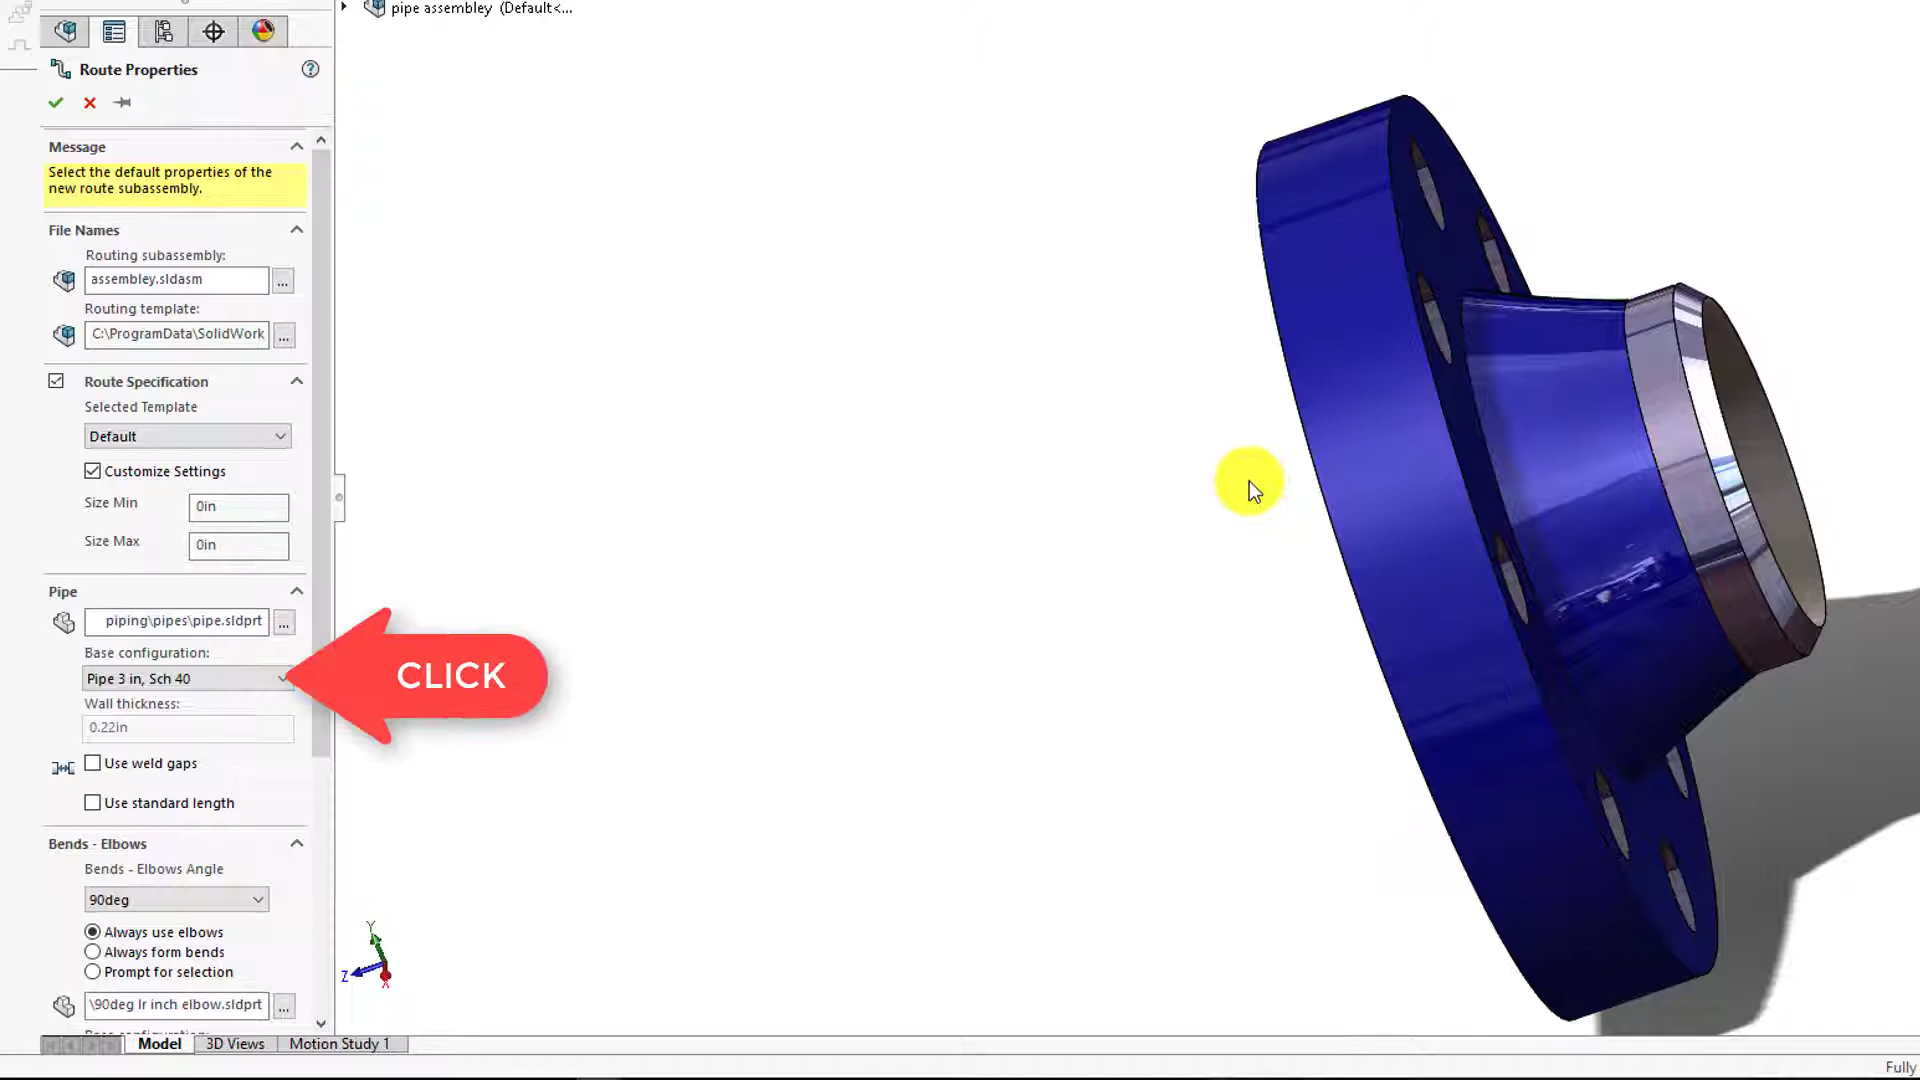 pipe assembley (Default<...
Route Properties
Message
Select the default properties of the
new route subassembly.
File Names
Routing subassembly:
assembley.sldasm
...
Routing template:
C:\ProgramData\SolidWork
...
Route Specification
Selected Template
Default
Customize Settings
Size Min
0in
Size Max
0in
Pipe
piping\pipes\pipe.sldprt
...
Base configuration:
Pipe 3 in, Sch 40
CLICK
Wall thickness:
0.22in
Use weld gaps
Use standard length
Bends - Elbows
Bends - Elbows Angle
90deg
Always use elbows
Always form bends
Prompt for selection
\90deg lr inch elbow.sldprt
...
Y
Z
X
Model
3D Views
Motion Study 1
Fully